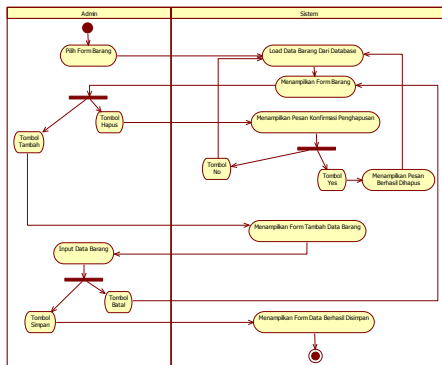 Admin
Sistem
Pilih Form Barang
Load Data Barang Dari Database
Menampilkan Form Barang
Tombol
Hapus
Menampilkan Pesan Konfirmasi Penghapusan
Tombol
Tambah
Tombol
No
Tombol
Yes
Menampilkan Pesan
Berhasil Dihapus
Menampilkan Form Tambah Data Barang
Input Data Barang
Tombol
Batal
Tombol
Simpan
Menampilkan Form Data Berhasil Disimpan